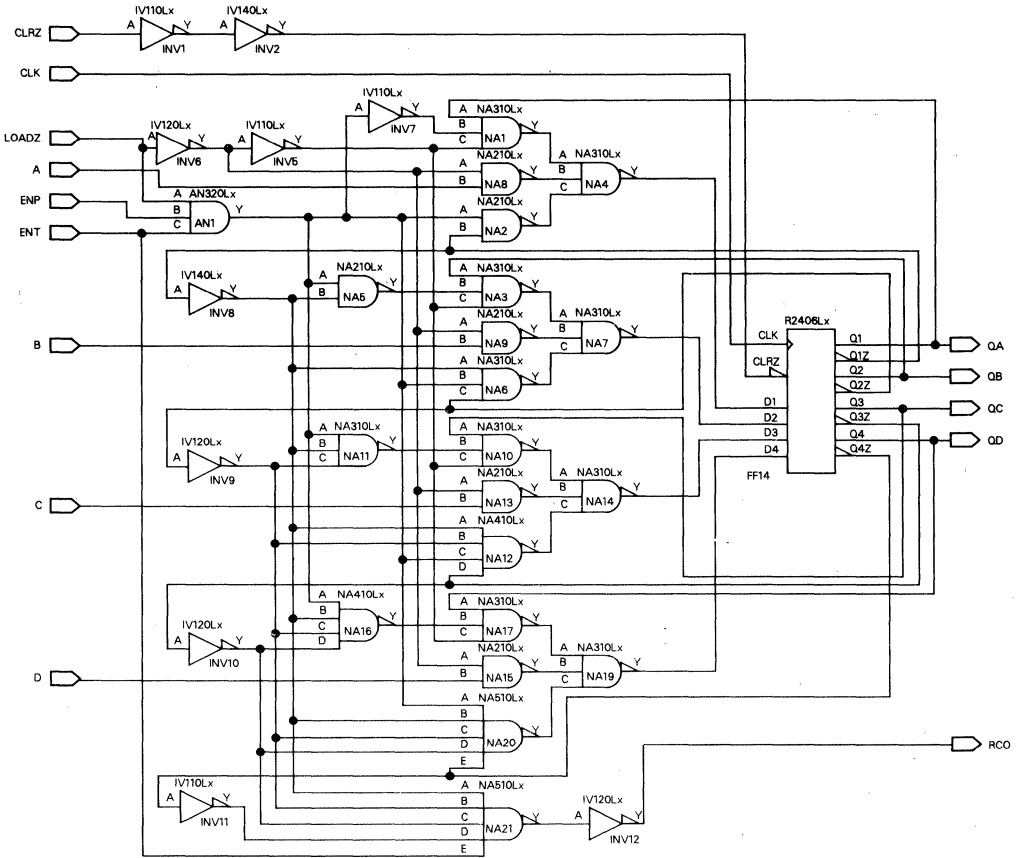 IV110Lx IV140Lx
CLRZ A Y A Y
INV1 INV2
CLK
IV110Lx
A Y
INV7
NA310Lx
A
B Y
C NA1
IV120Lx IV110Lx
LOADZ A Y A Y
INV6 INV5
NA210Lx
A A Y
B NA8
NA310Lx
A
B Y
C NA4
AN320Lx
ENP A
B Y
ENT C AN1
NA210Lx
A Y
B NA2
IV140Lx
A Y
INV8
NA210Lx
A Y
B NA5
NA310Lx
A
B Y
C NA3
NA210Lx
B A Y
B NA9
NA310Lx
A
B Y
C NA7
NA310Lx
A
B Y
C NA6
R2406Lx
CLK Q1 QA
Q1Z
CLRZ Q2 QB
Q2Z
D1 Q3 QC
D2 Q3Z
D3 Q4 QD
D4 Q4Z
FF14
IV120Lx
A Y
INV9
NA310Lx
A
B Y
C NA11
NA310Lx
A
B Y
C NA10
NA210Lx
C A Y
B NA13
NA310Lx
A
B Y
C NA14
NA410Lx
A
B Y
C NA12
D
IV120Lx
A Y
INV10
NA410Lx
A
B Y
C NA16
D
NA310Lx
A
B Y
C NA17
NA210Lx
D A Y
B NA15
NA310Lx
A
B Y
C NA19
NA510Lx
A
B
C Y
D NA20
E
RCO
IV110Lx
A Y
INV11
NA510Lx
A
B
C Y
D NA21
E
IV120Lx
A Y
INV12